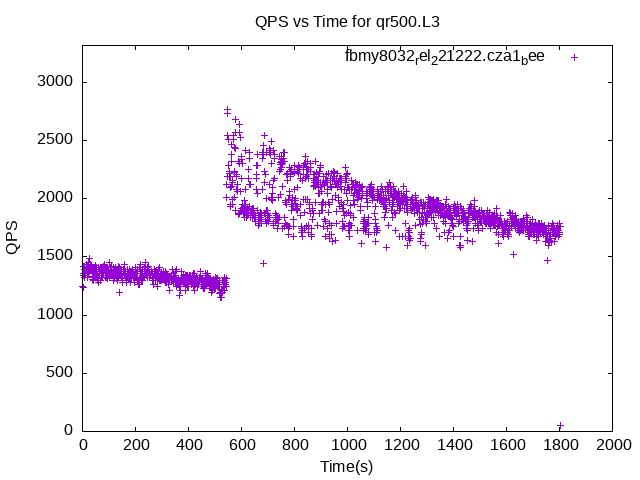 QPS vs Time for qr500.L3
fbmy8032relel221222.cza1bee
3000
2500
2000
1500
1000
500
0
QPS
0 200 400 600 800 1000 1200 1400 1600 1800 2000
Time(s)